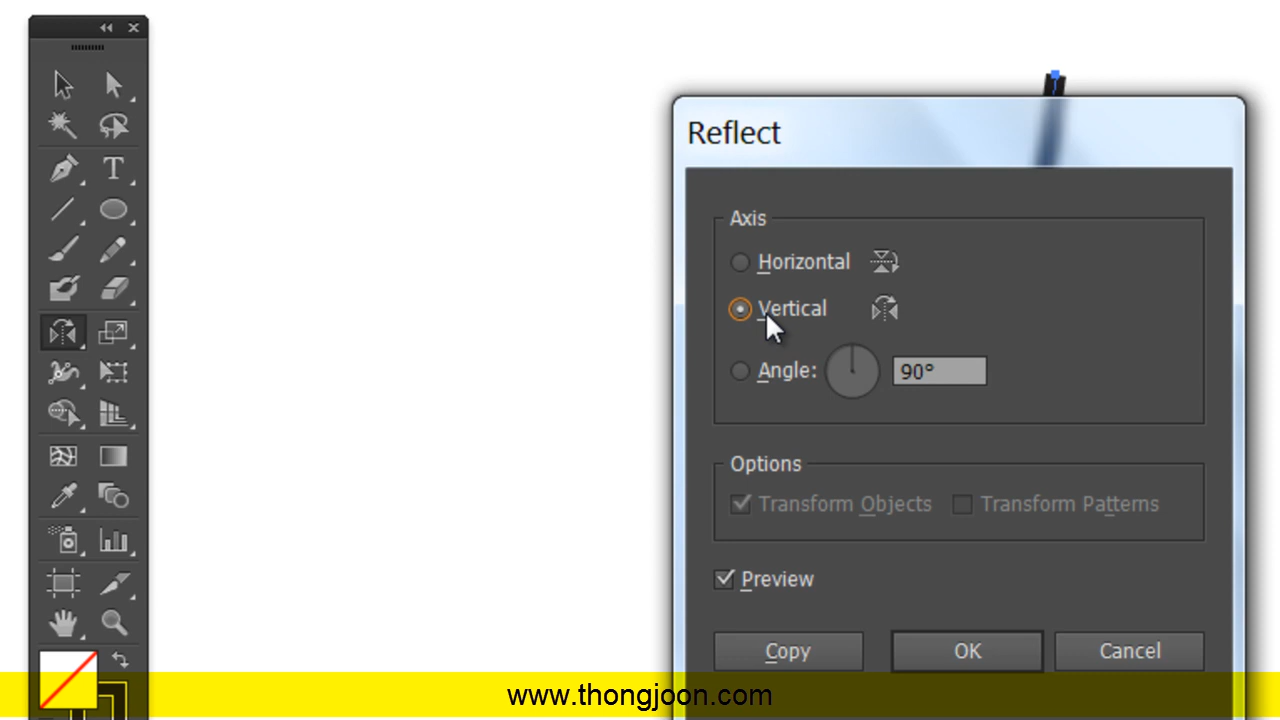 Reflect
Axis
Horizontal
Vertical
Angle: 90°
Options
Transform Objects Transform Patterns
Preview
Copy OK Cancel
www.thongjoon.com